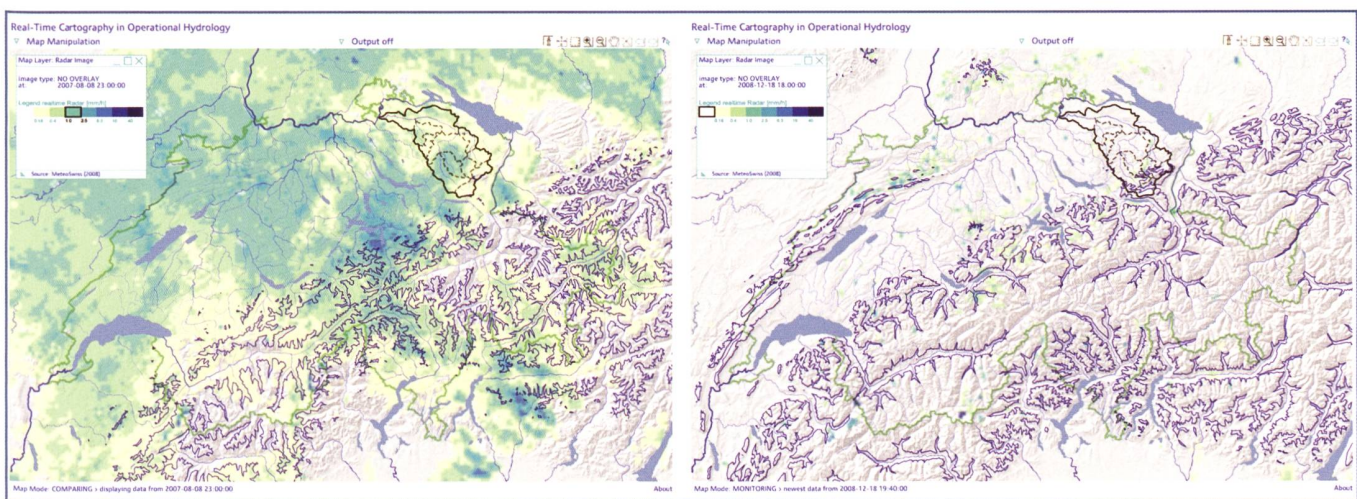 Real-Time Cartography in Operational Hydrology
Map Manipulation
Output off
Map Layer: Radar Image
image type: NO OVERLAY
at: 2007-08-08 23:00:00
Legend realtime Radar [mm/h]
Source: MeteoSwiss (2008)
Map Mode: COMPARING > displaying data from 2007-08-08 23:00:00
About
Real-Time Cartography in Operational Hydrology
Map Manipulation
Output off
Map Layer: Radar Image
image type: NO OVERLAY
at: 2008-12-18 18:00:00
Legend realtime Radar [mm/h]
Source: MeteoSwiss (2008)
Map Mode: MONITORING > newest data from 2008-12-18 19:40:00
About